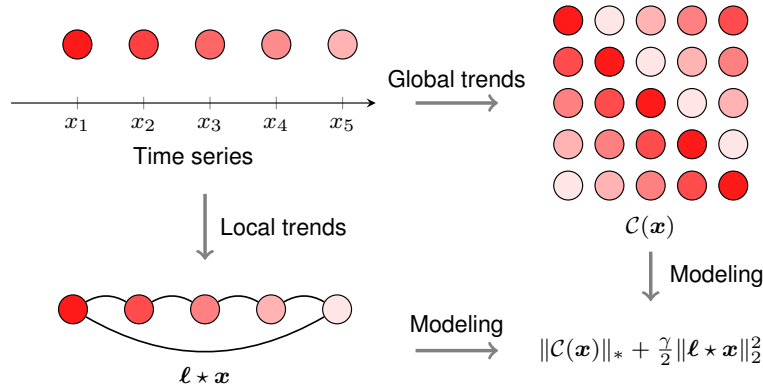 Global trends
x₁ x₂ x₃ x₄ x₅
Time series
Local trends
𝒞(𝒙)
Modeling
Modeling
‖𝒞(𝒙)‖∗ + γ/2‖ℓ ⋆ 𝒙‖²₂
ℓ ⋆ 𝒙